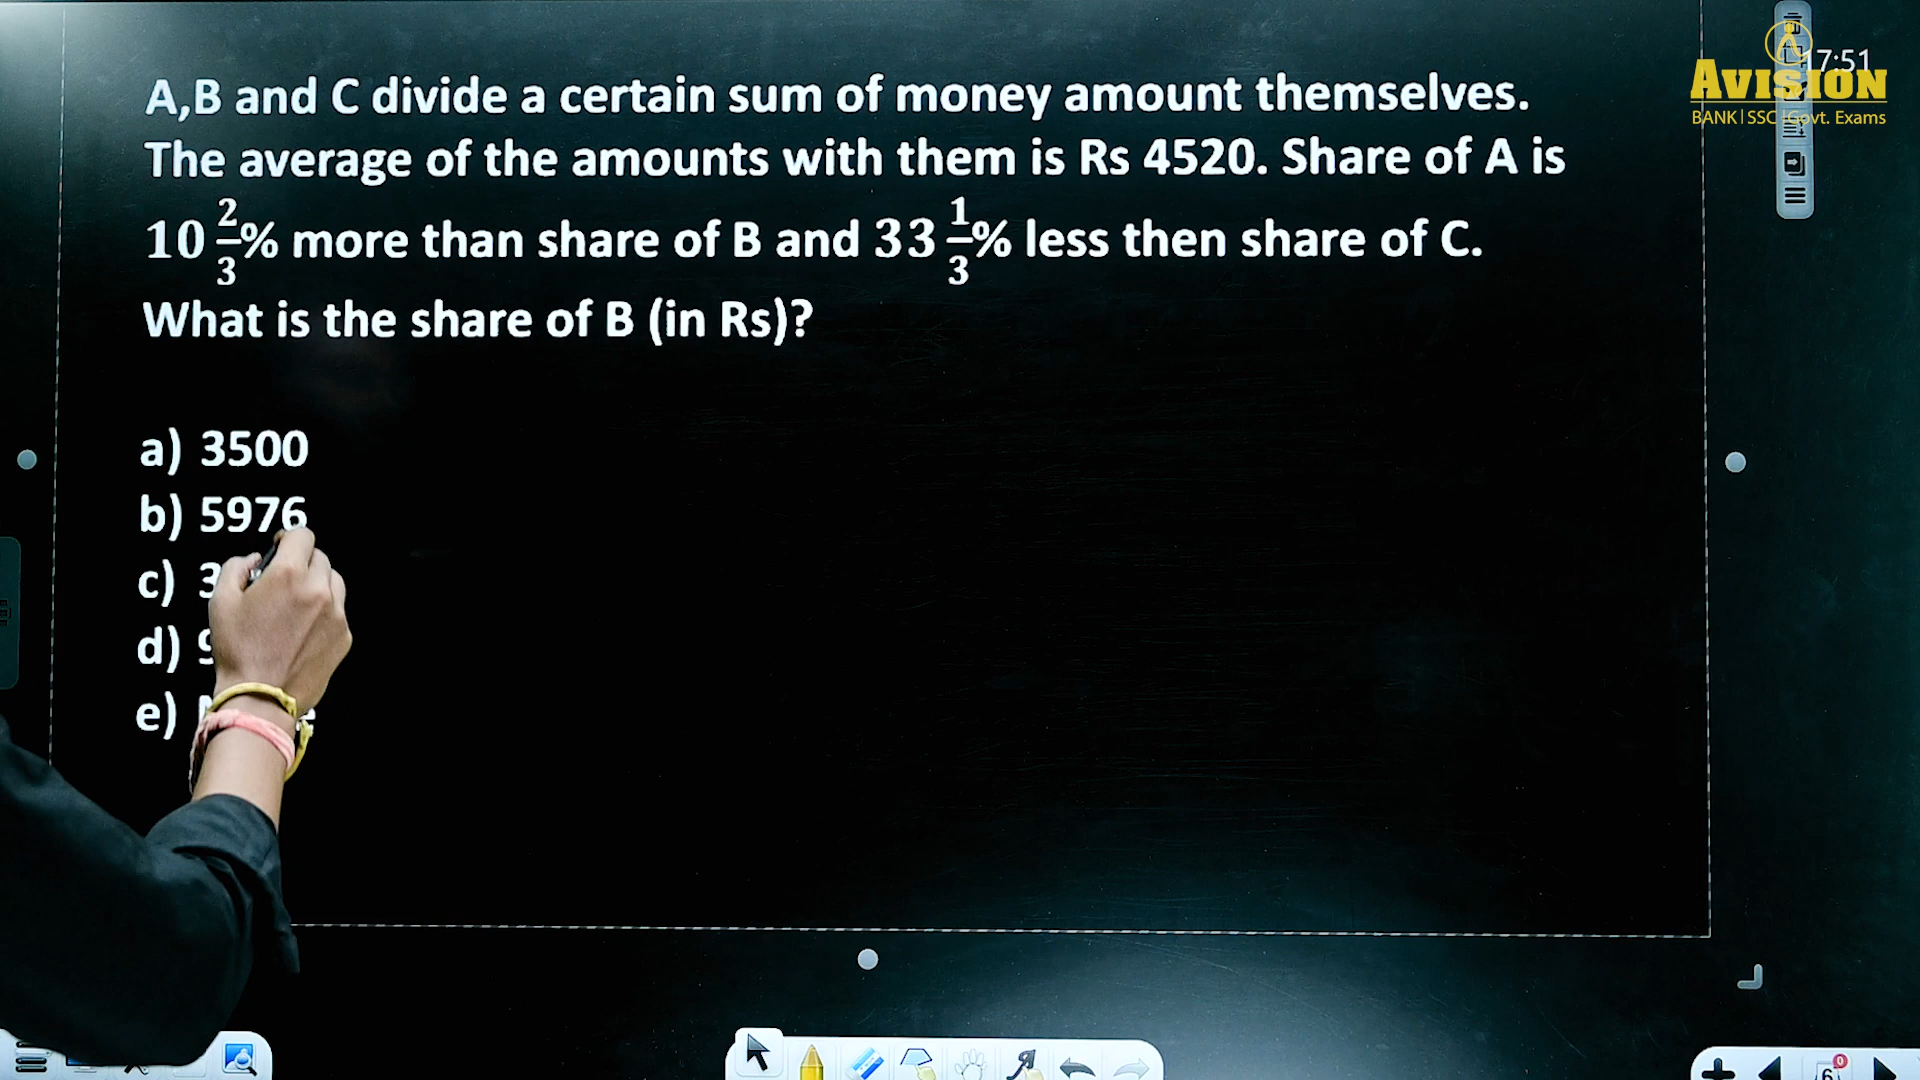 A,B and C divide a certain sum of money amount themselves.
The average of the amounts with them is Rs 4520. Share of A is
10 2/3% more than share of B and 33 1/3% less then share of C.
What is the share of B (in Rs)?
a) 3500
b) 5976
c)
d)
e)
17:51
AVISION
BANK | SSC | Govt. Exams